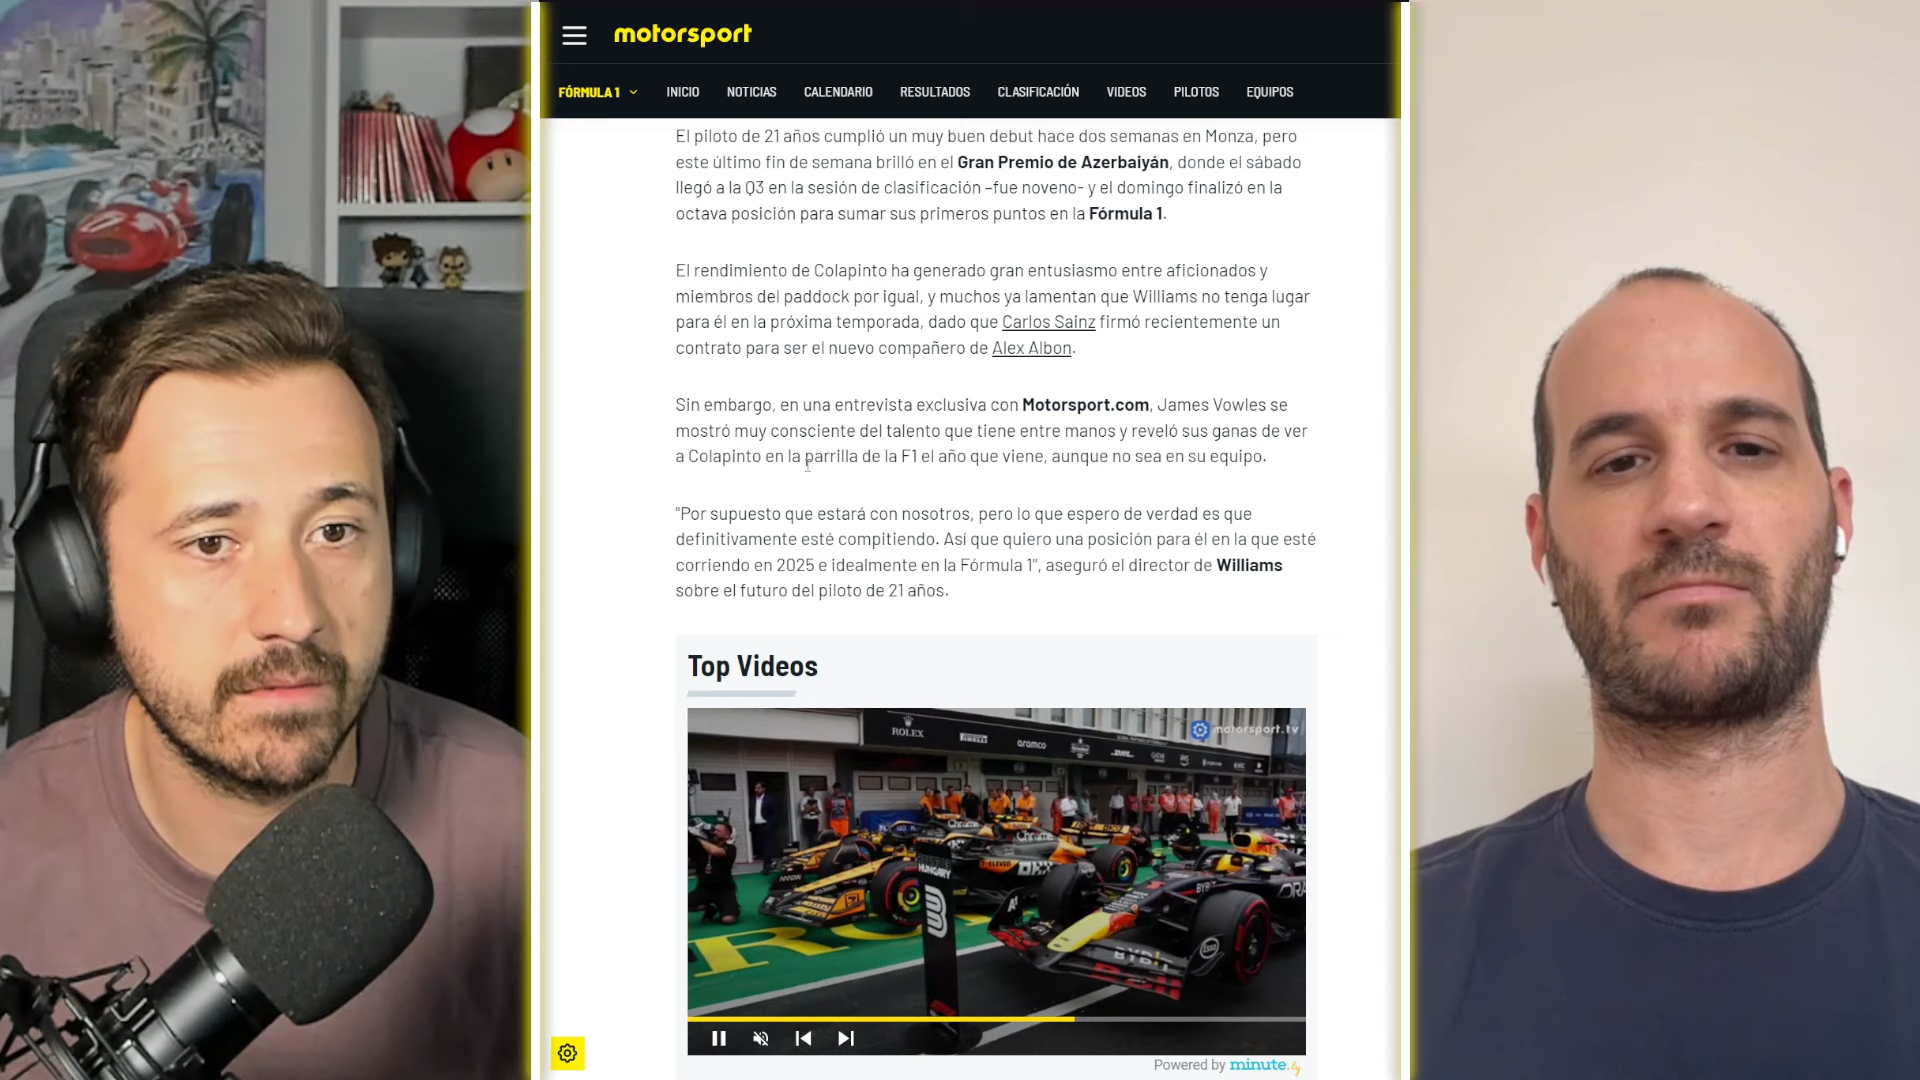 motorsport
FÓRMULA 1 INICIO NOTICIAS CALENDARIO RESULTADOS CLASIFICACIÓN VIDEOS PILOTOS EQUIPOS
El piloto de 21 años cumplió un muy buen debut hace dos semanas en Monza, pero
este último fin de semana brilló en el Gran Premio de Azerbaiyán, donde el sábado
llegó a la Q3 en la sesión de clasificación –fue noveno- y el domingo finalizó en la
octava posición para sumar sus primeros puntos en la Fórmula 1.
El rendimiento de Colapinto ha generado gran entusiasmo entre aficionados y
miembros del paddock por igual, y muchos ya lamentan que Williams no tenga lugar
para él en la próxima temporada, dado que Carlos Sainz firmó recientemente un
contrato para ser el nuevo compañero de Alex Albon.
Sin embargo, en una entrevista exclusiva con Motorsport.com, James Vowles se
mostró muy consciente del talento que tiene entre manos y reveló sus ganas de ver
a Colapinto en la parrilla de la F1 el año que viene, aunque no sea en su equipo.
"Por supuesto que estará con nosotros, pero lo que espero de verdad es que
definitivamente esté compitiendo. Así que quiero una posición para él en la que esté
corriendo en 2025 e idealmente en la Fórmula 1", aseguró el director de Williams
sobre el futuro del piloto de 21 años.
Top Videos
motorsport.tv
ROLEX
PIRELLI
aramco
DHL
HUNGARY
3
BYBIT
Powered by minute.ly